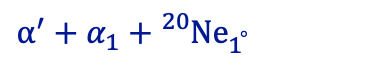 α′ + α₁ + ²⁰Ne₁°